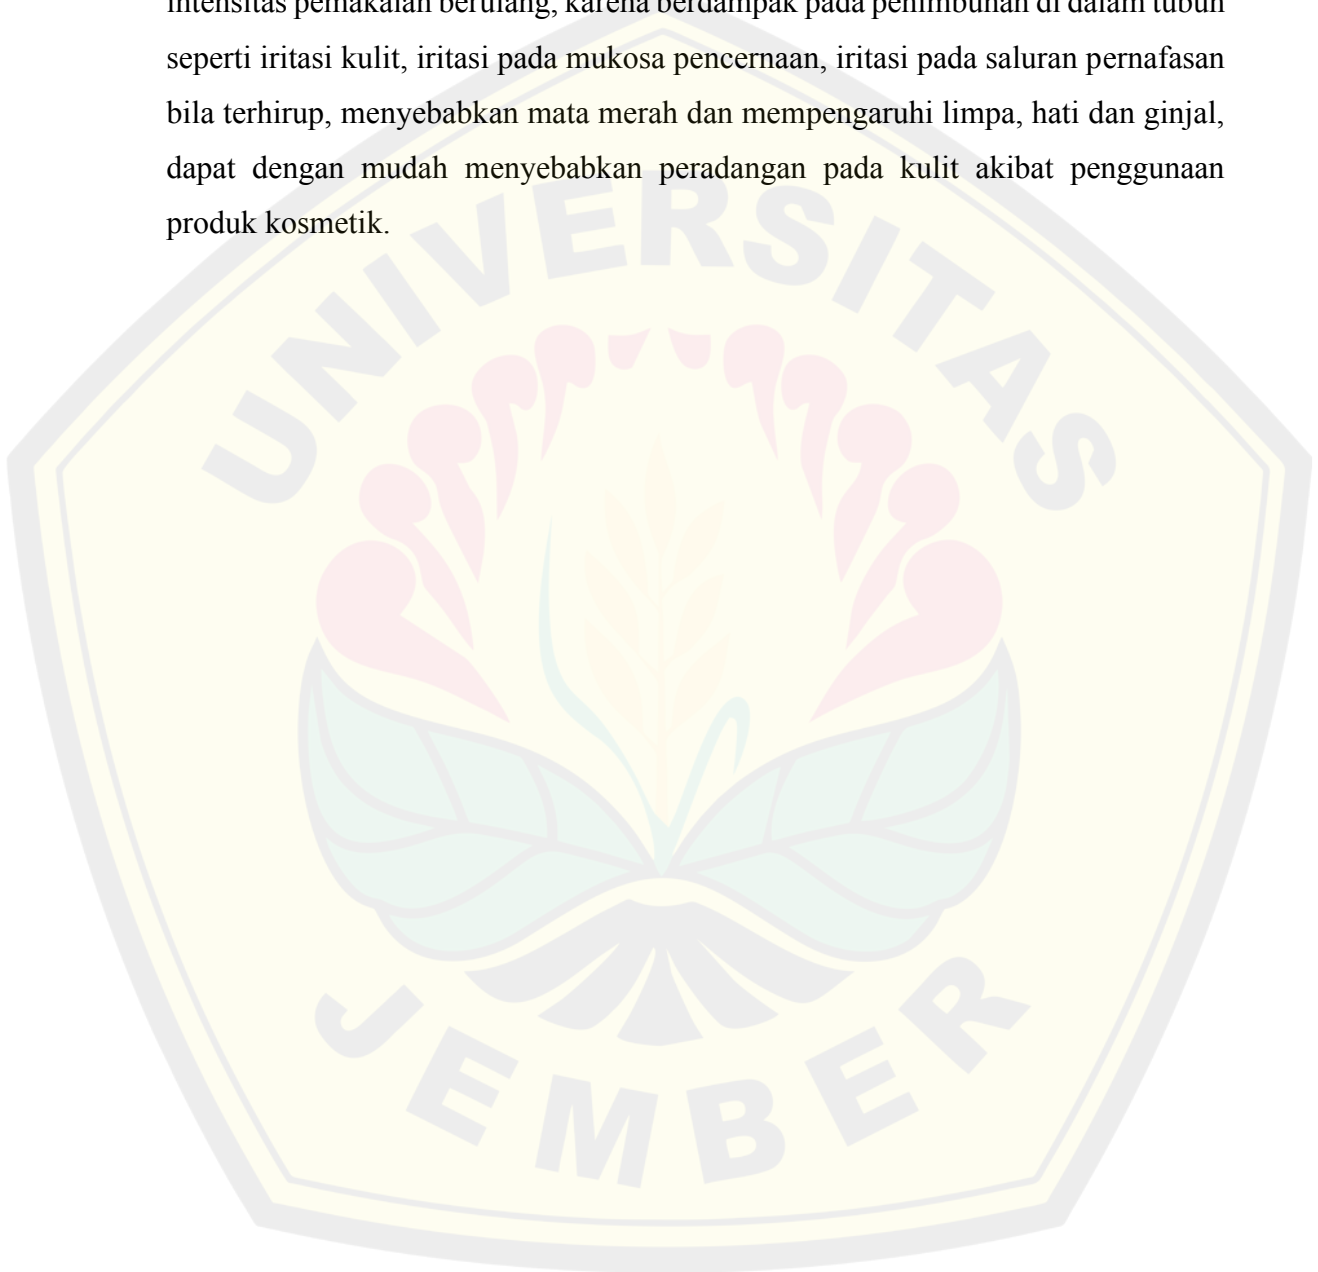 intensitas pemakaian berulang, karena berdampak pada penimbunan di dalam tubuh
seperti iritasi kulit, iritasi pada mukosa pencernaan, iritasi pada saluran pernafasan
bila terhirup, menyebabkan mata merah dan mempengaruhi limpa, hati dan ginjal,
dapat dengan mudah menyebabkan peradangan pada kulit akibat penggunaan
produk kosmetik.
UNIVERSITAS
JEMBER